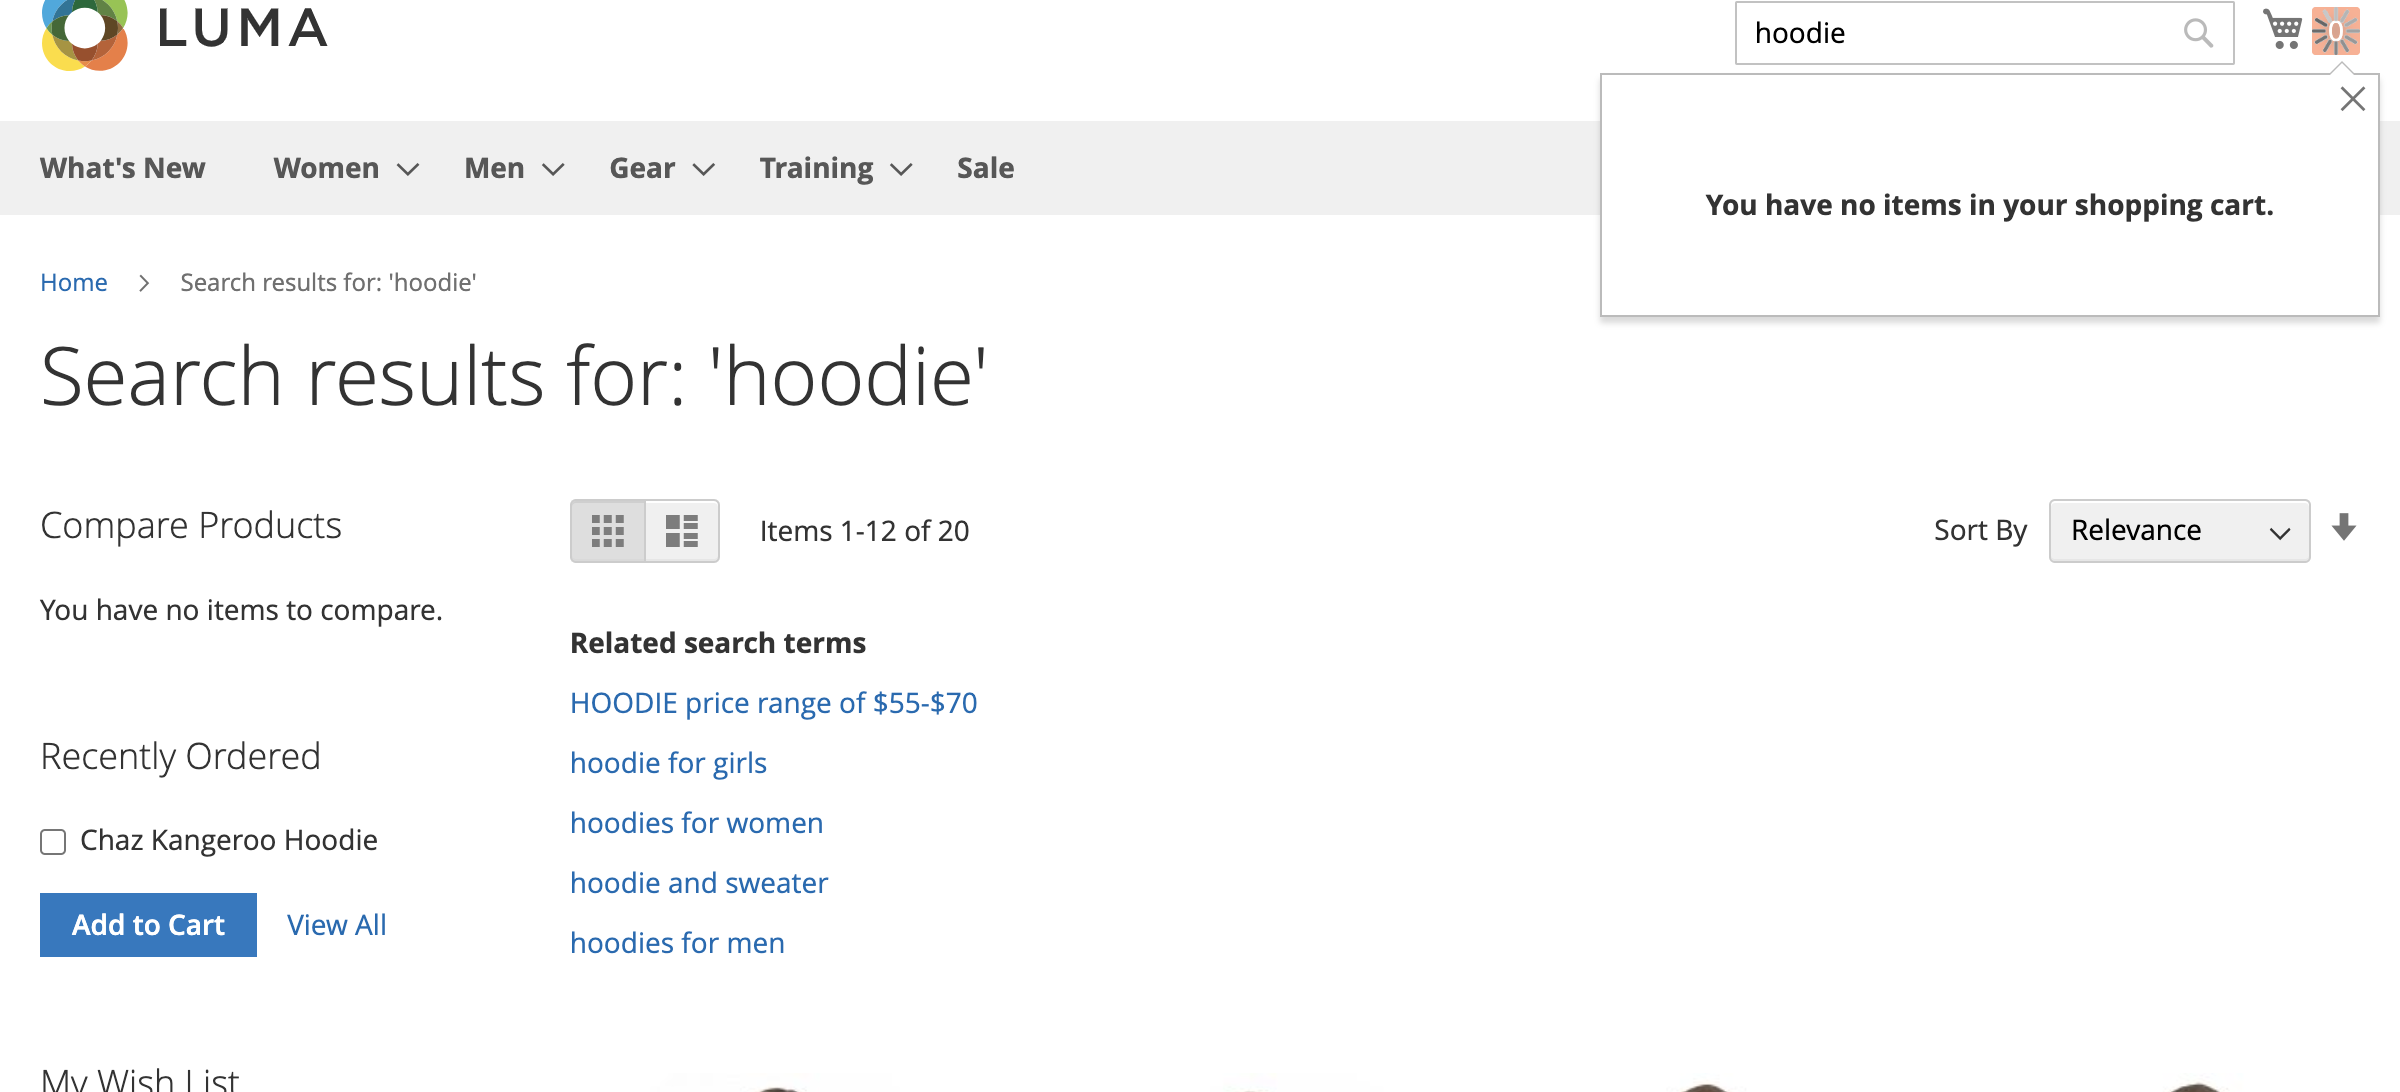 LUMA
hoodie
0
You have no items in your shopping cart.
What's New Women Men Gear Training Sale
Home Search results for: 'hoodie'
Search results for: 'hoodie'
Compare Products
You have no items to compare.
Items 1-12 of 20
Sort By Relevance
Related search terms
HOODIE price range of $55-$70
hoodie for girls
hoodies for women
hoodie and sweater
hoodies for men
Recently Ordered
Chaz Kangeroo Hoodie
Add to Cart View All
My Wish List